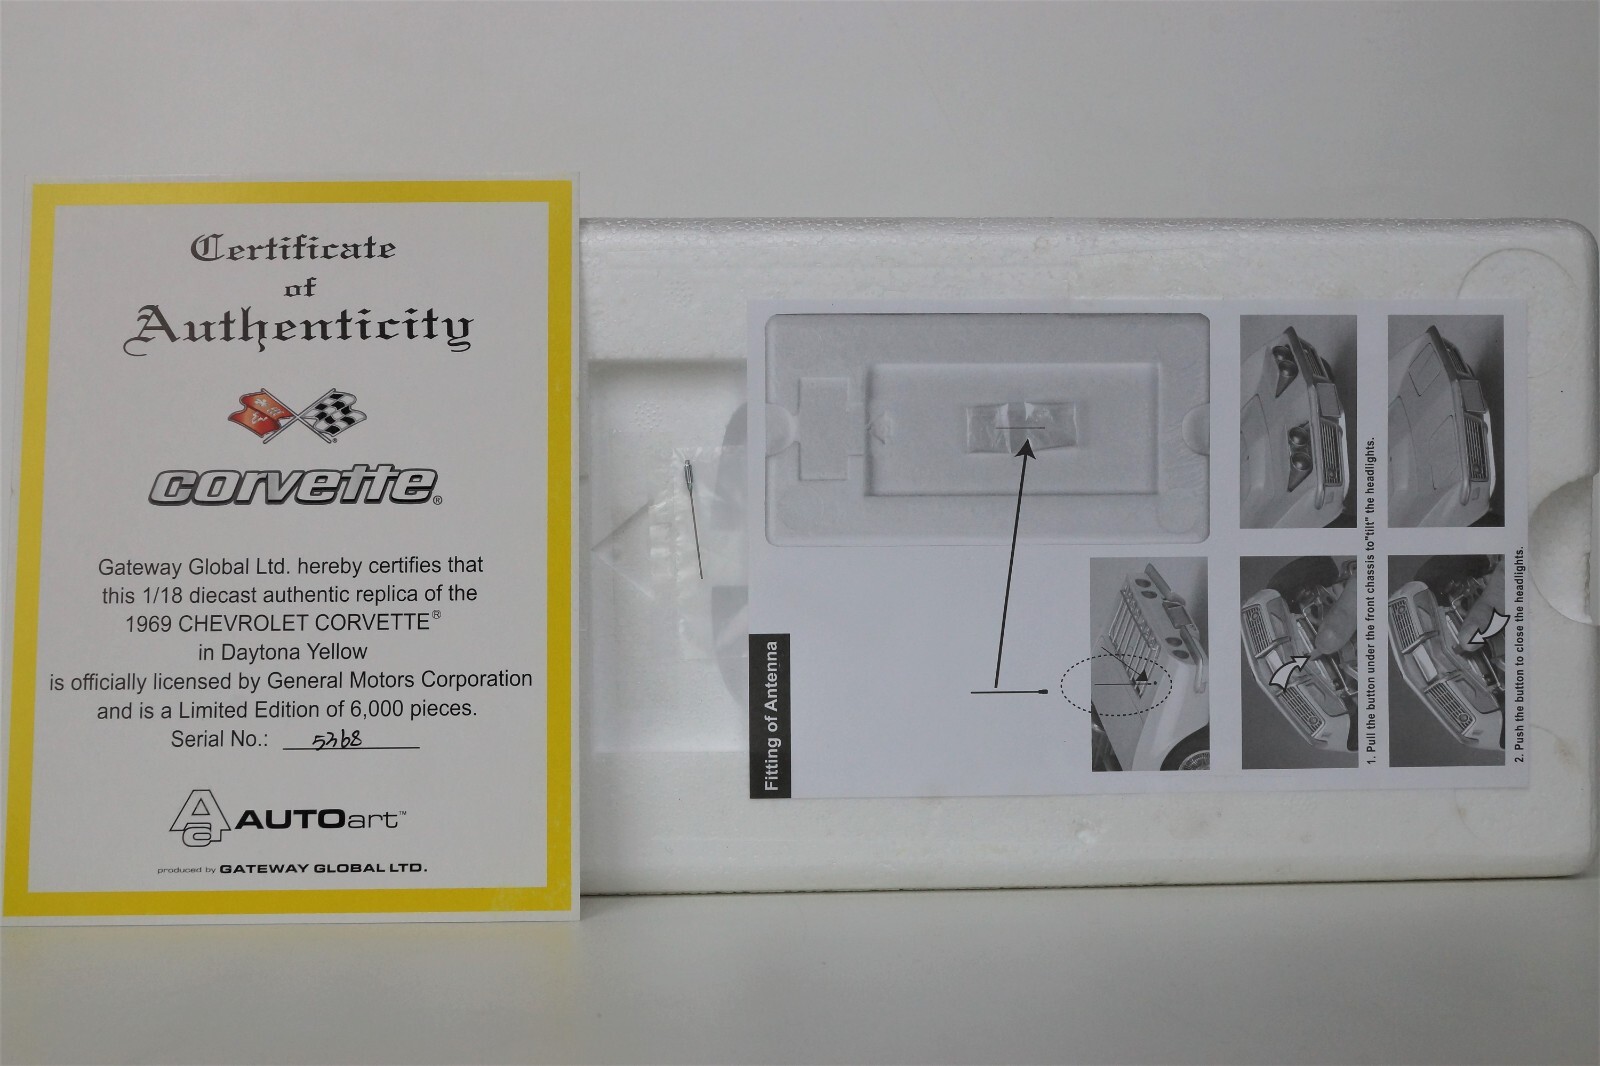 Certificate
of
Authenticity
corvette®
Gateway Global Ltd. hereby certifies that
this 1/18 diecast authentic replica of the
1969 CHEVROLET CORVETTE®
in Daytona Yellow
is officially licensed by General Motors Corporation
and is a Limited Edition of 6,000 pieces.
Serial No.: 5368
Aa AUTOart™
produced by GATEWAY GLOBAL LTD.
Fitting of Antenna
1. Pull the button under the front chassis to"tilt" the headlights.
2. Push the button to close the headlights.